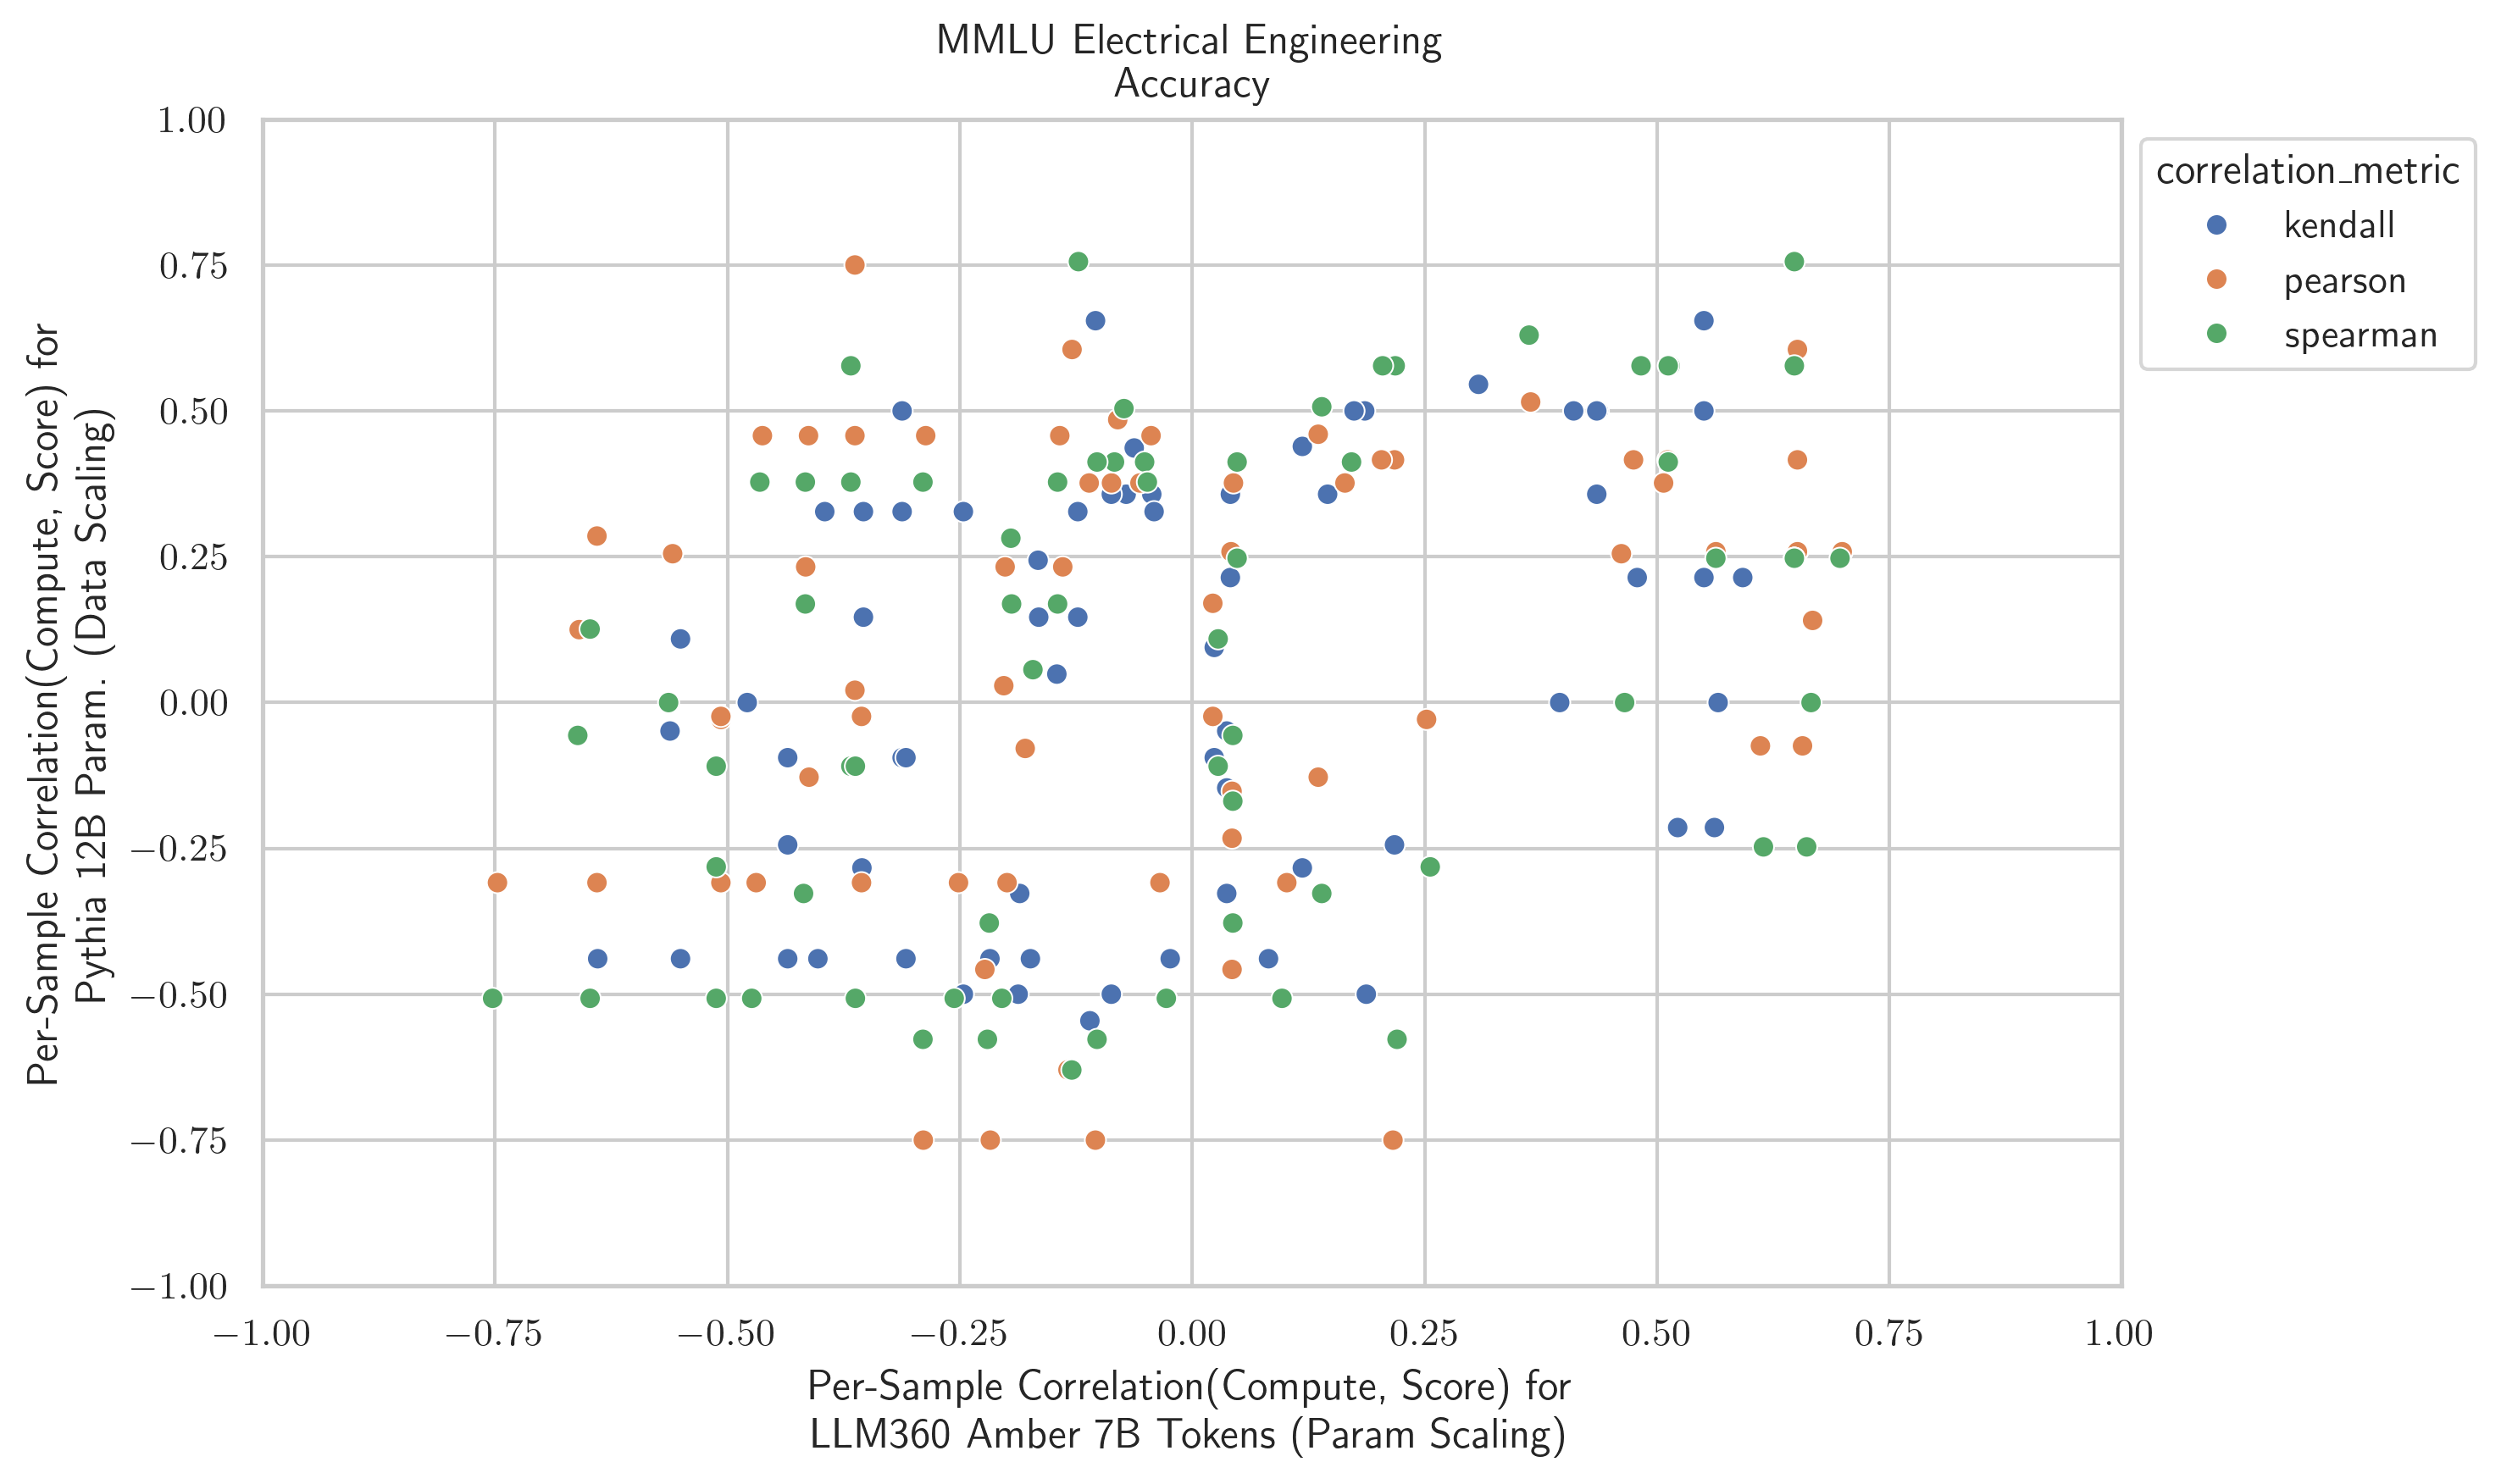 MMLU Electrical Engineering
Accuracy
1.00
0.75
0.50
0.25
0.00
−0.25
−0.50
−0.75
−1.00
Per-Sample Correlation(Compute, Score) for
Pythia 12B Param. (Data Scaling)
−1.00 −0.75 −0.50 −0.25 0.00 0.25 0.50 0.75 1.00
Per-Sample Correlation(Compute, Score) for
LLM360 Amber 7B Tokens (Param Scaling)
correlation_metric
kendall
pearson
spearman